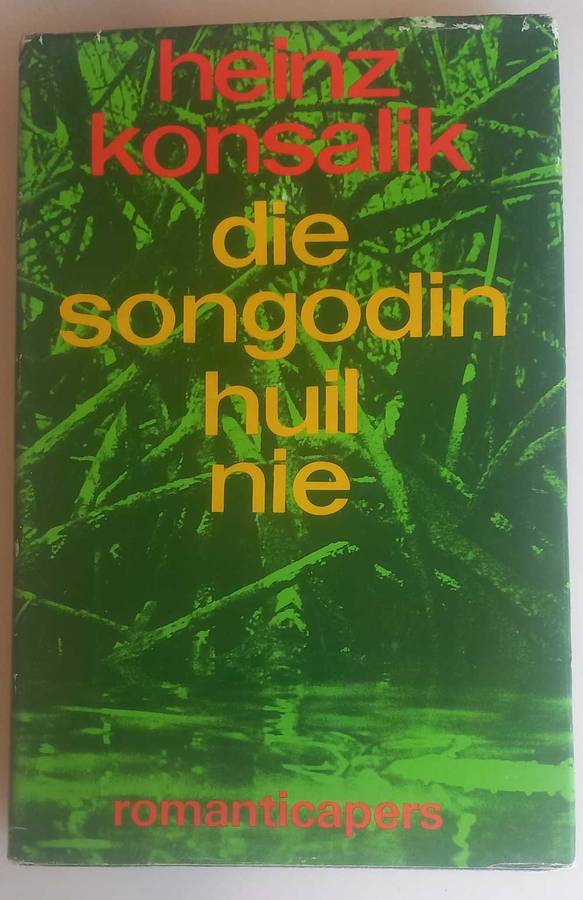 heinz
konsalik
die
songodin
huil
nie
romanticapers